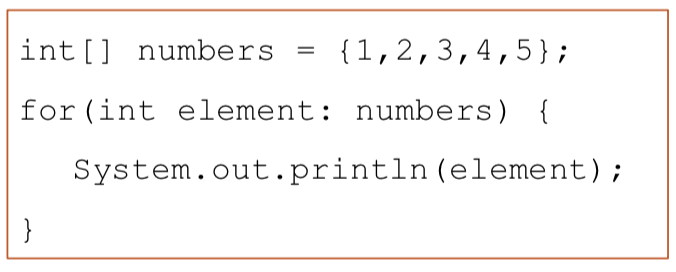 int[] numbers = {1,2,3,4,5};
for(int element: numbers) {
System.out.println(element);
}